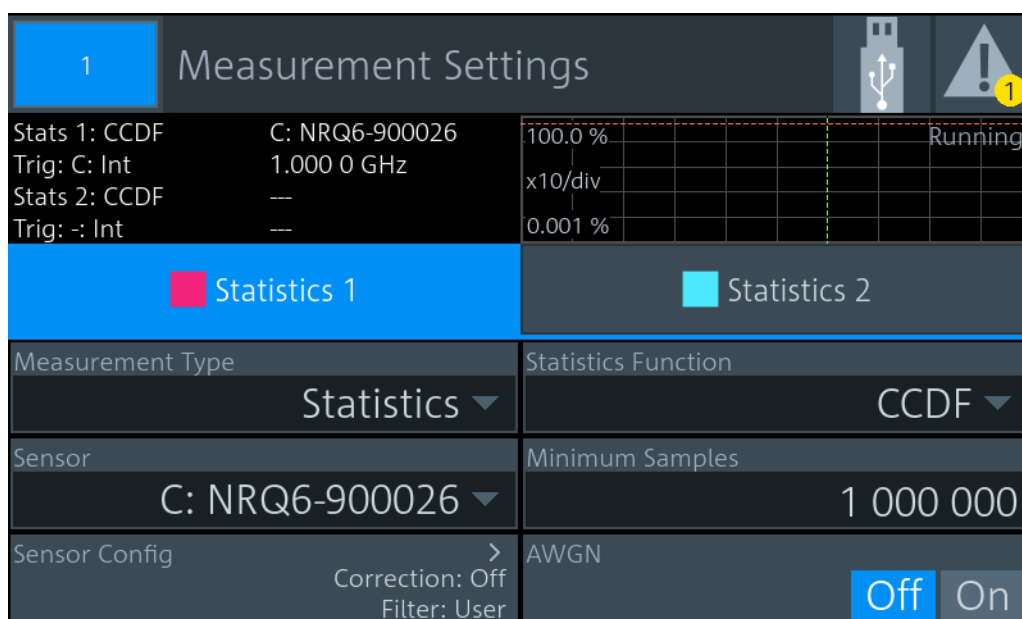 1
Measurement Settings
1
Stats 1: CCDF C: NRQ6-900026
Trig: C: Int 1.000 0 GHz
Stats 2: CCDF ---
Trig: -: Int ---
100.0 % Running
x10/div
0.001 %
Statistics 1
Statistics 2
Measurement Type
Statistics
Statistics Function
CCDF
Sensor
C: NRQ6-900026
Minimum Samples
1 000 000
Sensor Config >
Correction: Off
Filter: User
AWGN
Off On